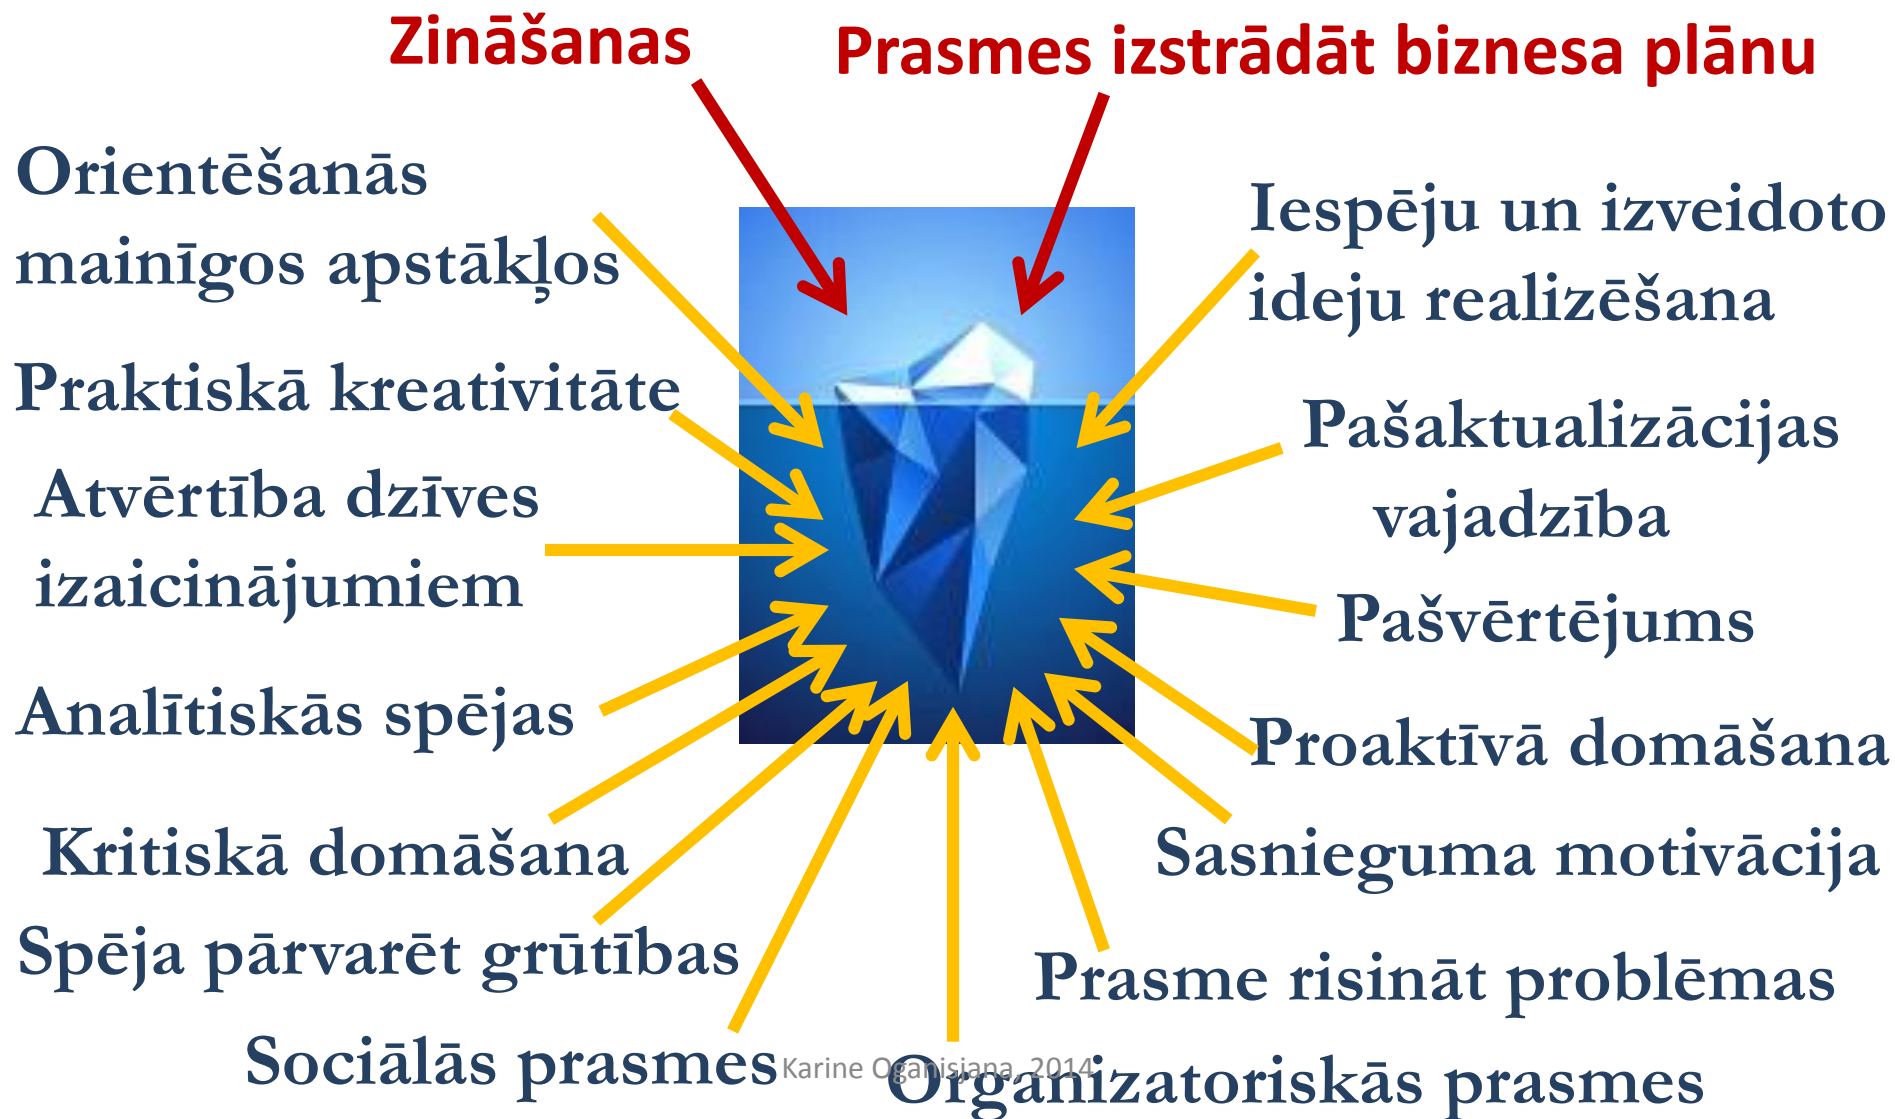 Zināšanas
Prasmes izstrādāt biznesa plānu
Orientēšanās
mainīgos apstākļos
Praktiskā kreativitāte
Atvērtība dzīves
izaicinājumiem
Analītiskās spējas
Kritiskā domāšana
Spēja pārvarēt grūtības
Sociālās prasmes
Iespēju un izveidoto
ideju realizēšana
Pašaktualizācijas
vajadzība
Pašvērtējums
Proaktīvā domāšana
Sasnieguma motivācija
Prasme risināt problēmas
Organizatoriskās prasmes
Karine Oganisjana, 2014